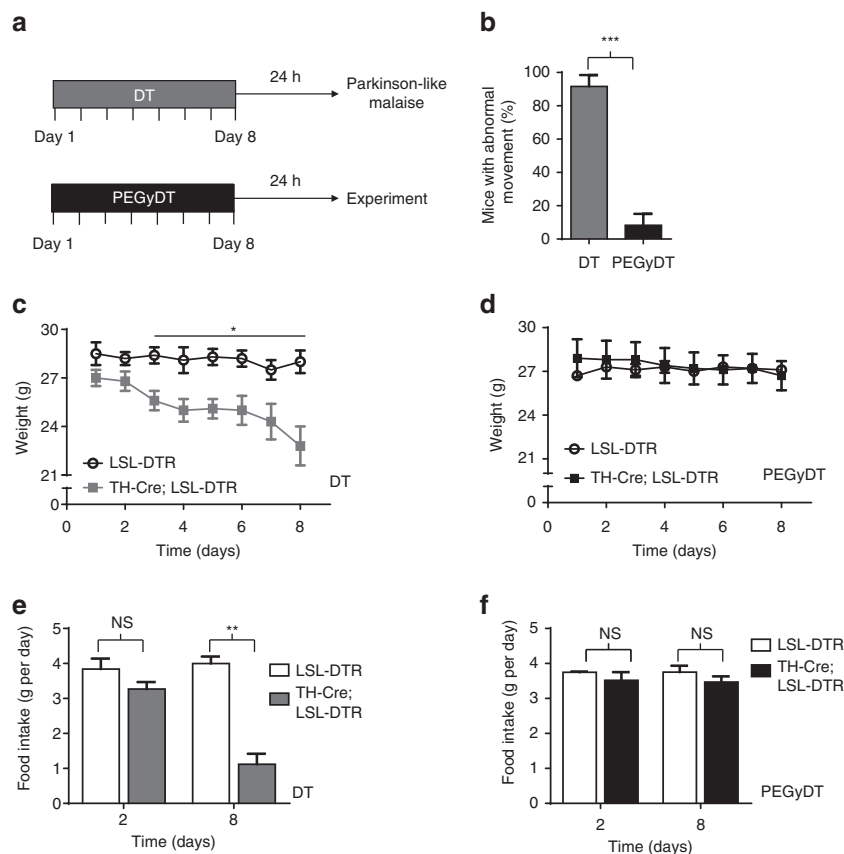 a
DT
24 h
Parkinson-like
malaise
Day 1
Day 8
PEGyDT
24 h
Experiment
Day 1
Day 8
b
***
Mice with abnormal
movement (%)
100
80
60
40
20
0
DT
PEGyDT
c
*
Weight (g)
30
27
24
21
0
LSL-DTR
TH-Cre; LSL-DTR
DT
0
2
4
6
8
Time (days)
d
Weight (g)
30
27
24
21
0
LSL-DTR
TH-Cre; LSL-DTR
PEGyDT
0
2
4
6
8
Time (days)
e
NS
**
Food intake (g per day)
5
4
3
2
1
0
LSL-DTR
TH-Cre;
LSL-DTR
DT
2
8
Time (days)
f
NS
NS
Food intake (g per day)
5
4
3
2
1
0
LSL-DTR
TH-Cre;
LSL-DTR
PEGyDT
2
8
Time (days)